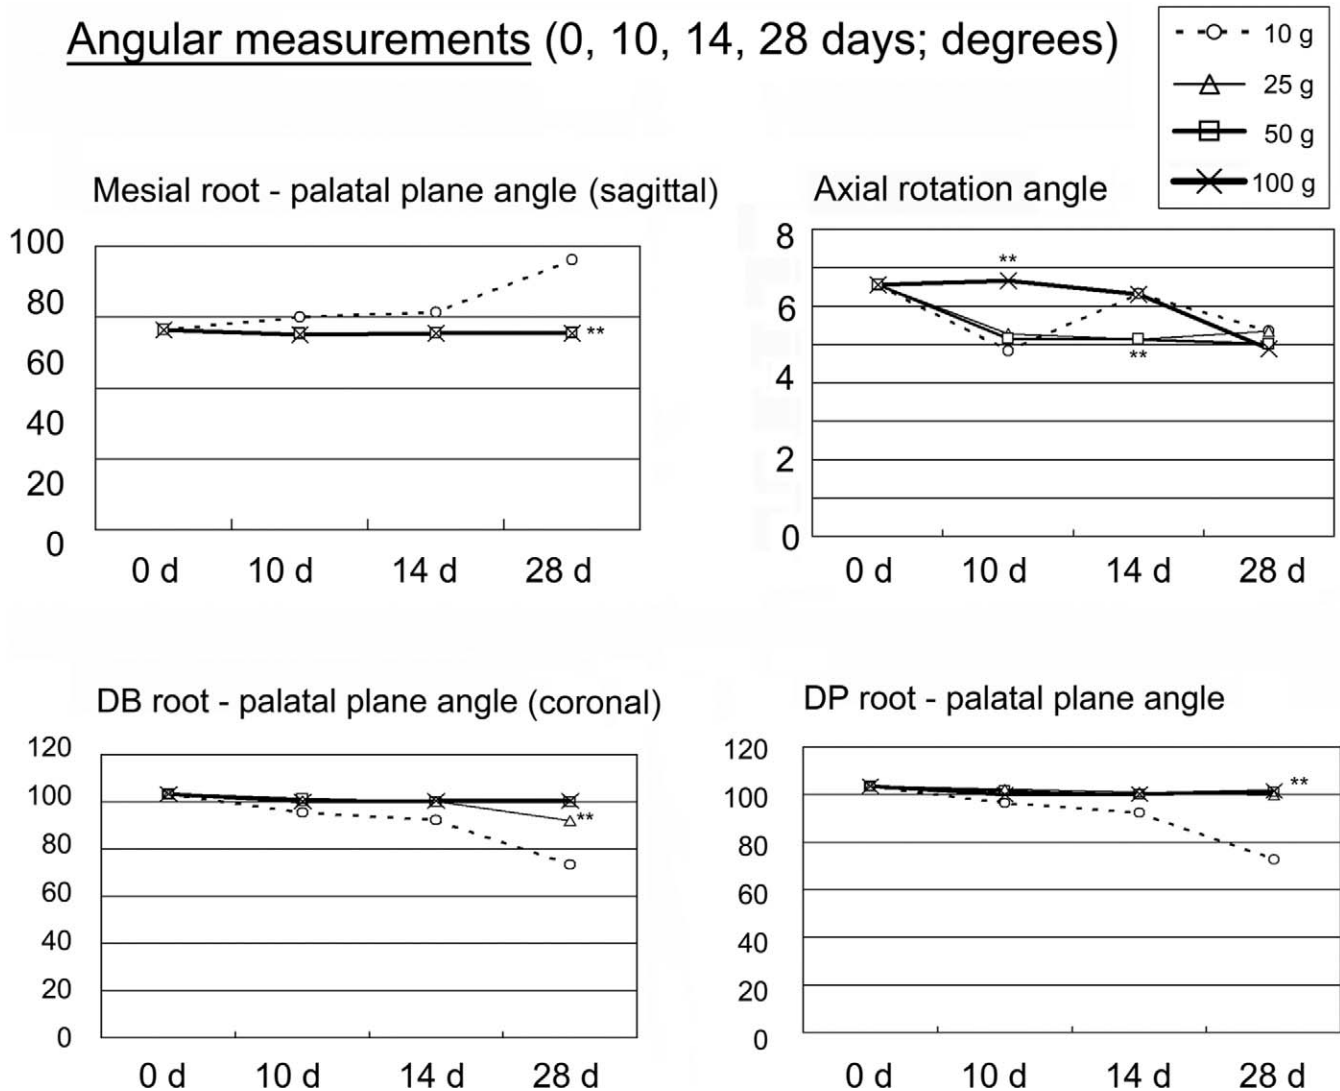 Angular measurements (0, 10, 14, 28 days; degrees)
10 g
25 g
50 g
100 g
Mesial root - palatal plane angle (sagittal)
100
80
60
40
20
0
**
0 d 10 d 14 d 28 d
Axial rotation angle
8
6
4
2
0
**
**
0 d 10 d 14 d 28 d
DB root - palatal plane angle (coronal)
120
100
80
60
40
20
0
**
0 d 10 d 14 d 28 d
DP root - palatal plane angle
120
100
80
60
40
20
0
**
0 d 10 d 14 d 28 d